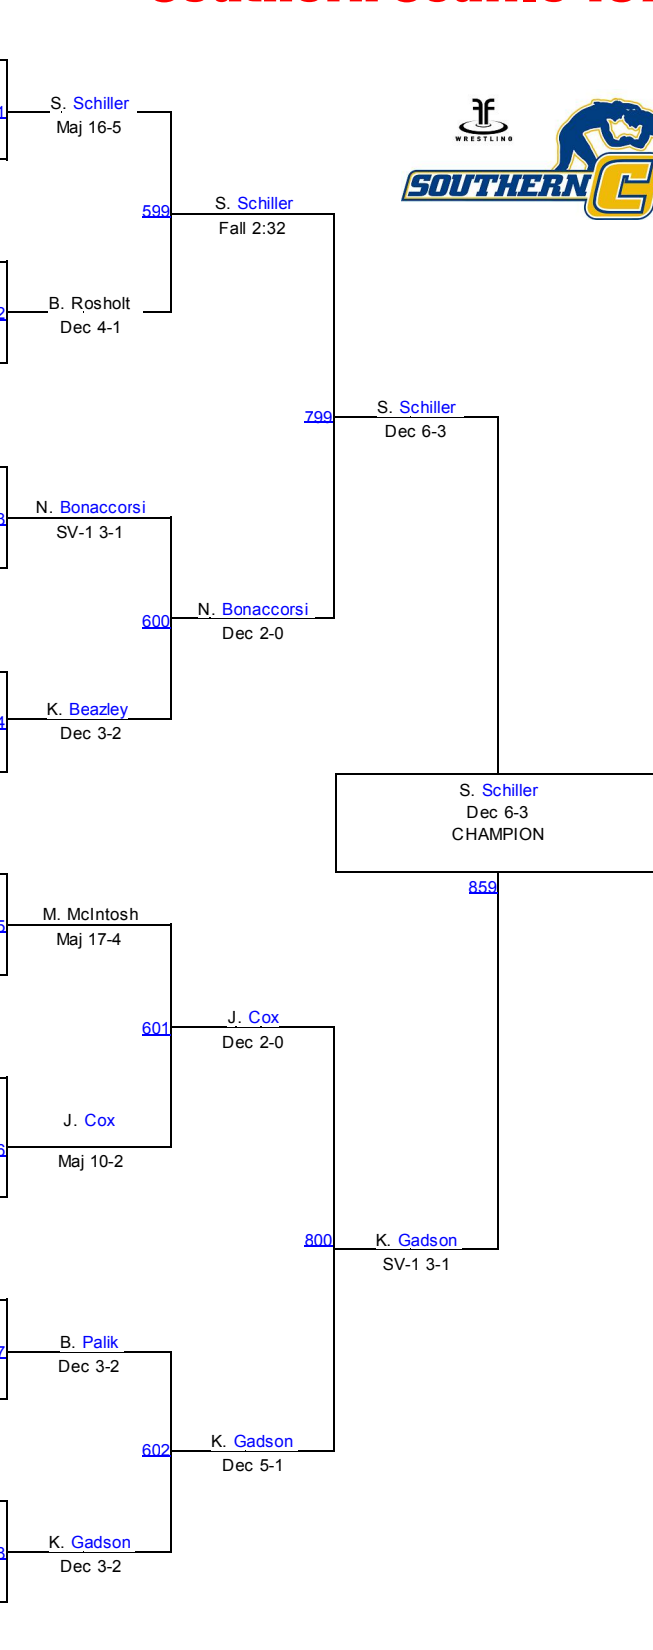 WRESTLING
SOUTHERN C
S. Schiller
Maj 16-5
599
S. Schiller
Fall 2:32
B. Rosholt
Dec 4-1
799
S. Schiller
Dec 6-3
N. Bonaccorsi
SV-1 3-1
600
N. Bonaccorsi
Dec 2-0
K. Beazley
Dec 3-2
S. Schiller
Dec 6-3
CHAMPION
859
M. McIntosh
Maj 17-4
601
J. Cox
Dec 2-0
J. Cox
Maj 10-2
800
K. Gadson
SV-1 3-1
B. Palik
Dec 3-2
602
K. Gadson
Dec 5-1
K. Gadson
Dec 3-2